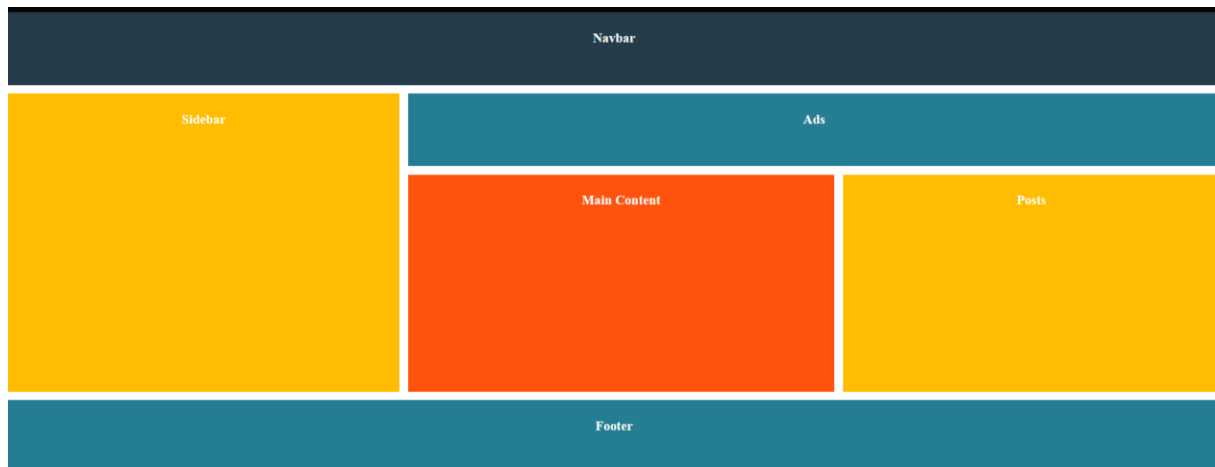 Navbar
Sidebar
Ads
Main Content
Posts
Footer